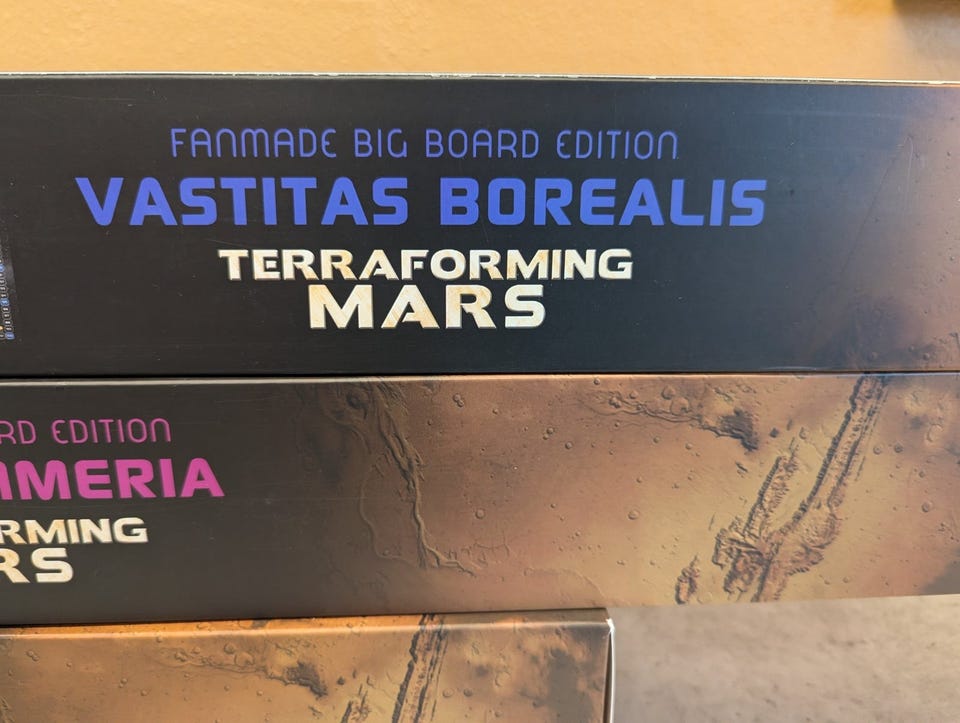 FANMADE BIG BOARD EDITION
VASTITAS BOREALIS
TERRAFORMING
MARS
RD EDITION
MMERIA
RMING
RS